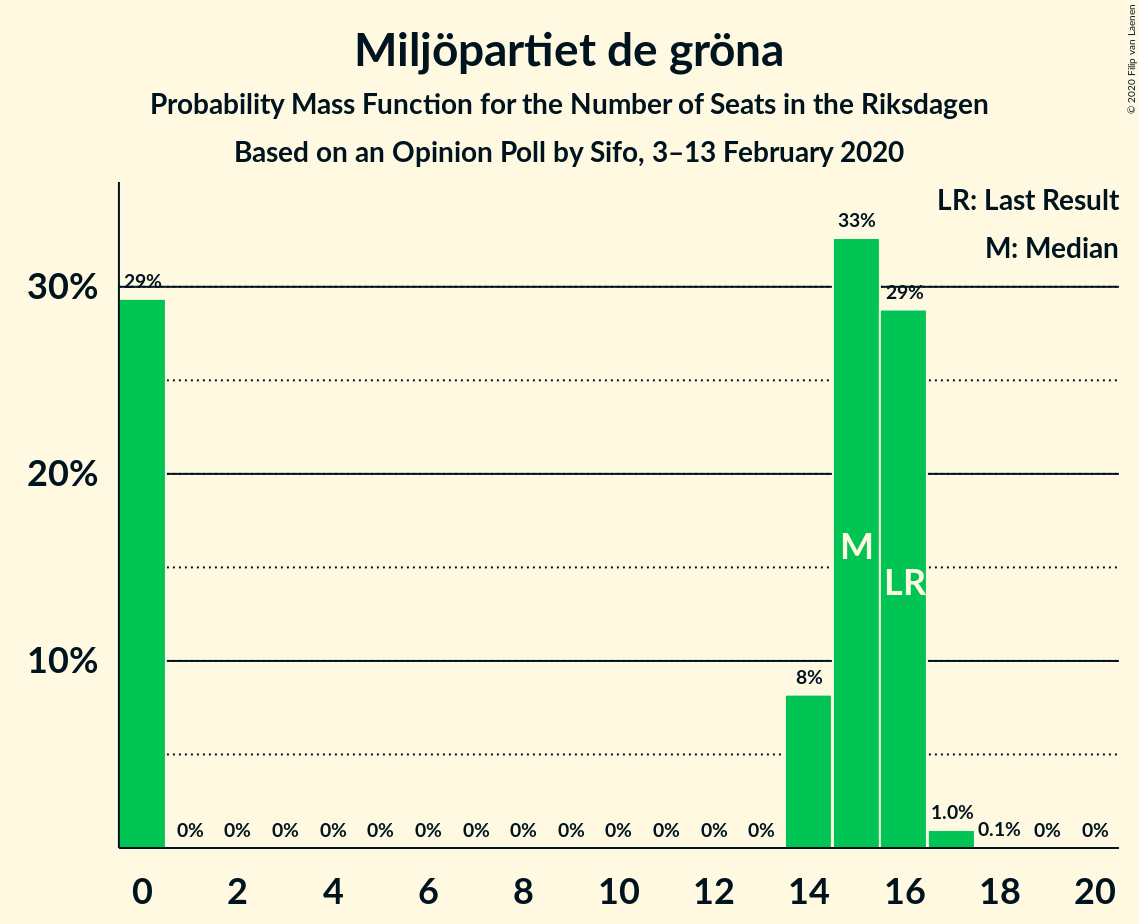 Miljöpartiet de gröna
Probability Mass Function for the Number of Seats in the Riksdagen
Based on an Opinion Poll by Sifo, 3–13 February 2020
© 2020 Filip van Laenen
LR: Last Result
M: Median
30%
20%
10%
29%
0%
0%
0%
0%
0%
0%
0%
0%
0%
0%
0%
0%
0%
8%
33%
29%
1.0%
0.1%
0%
0%
M
LR
0 2 4 6 8 10 12 14 16 18 20